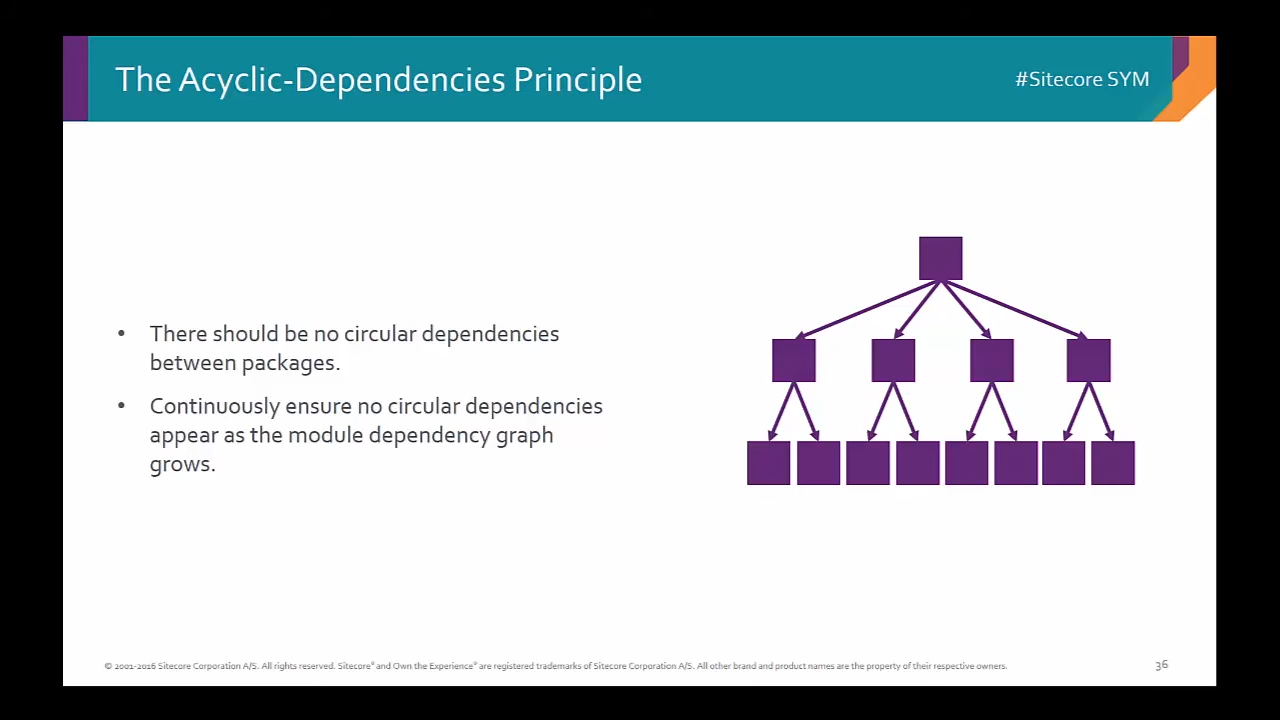 The Acyclic-Dependencies Principle
#Sitecore SYM
• There should be no circular dependencies
between packages.
• Continuously ensure no circular dependencies
appear as the module dependency graph
grows.
© 2001-2016 Sitecore Corporation A/S. All rights reserved. Sitecore® and Own the Experience® are registered trademarks of Sitecore Corporation A/S. All other brand and product names are the property of their respective owners.
36